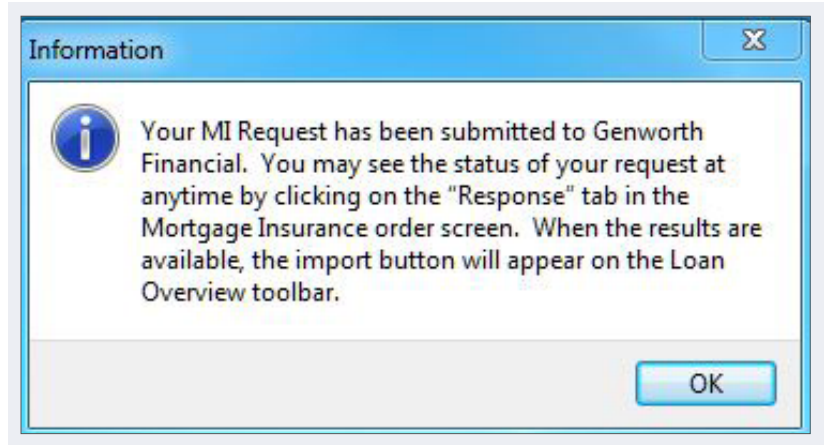 Information
Your MI Request has been submitted to Genworth
Financial.  You may see the status of your request at
anytime by clicking on the "Response" tab in the
Mortgage Insurance order screen.  When the results are
available, the import button will appear on the Loan
Overview toolbar.
OK